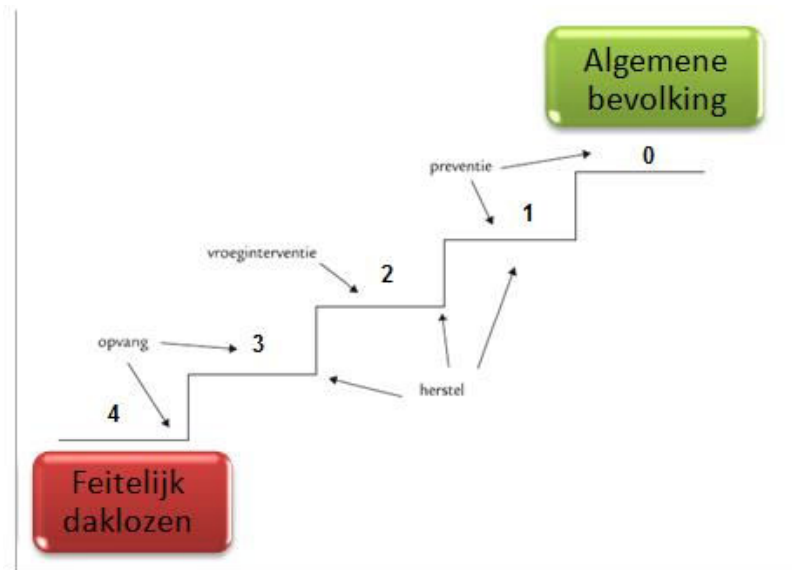 Algemene
bevolking
0
preventie
1
vroeginterventie
2
opvang
3
herstel
4
Feitelijk
daklozen